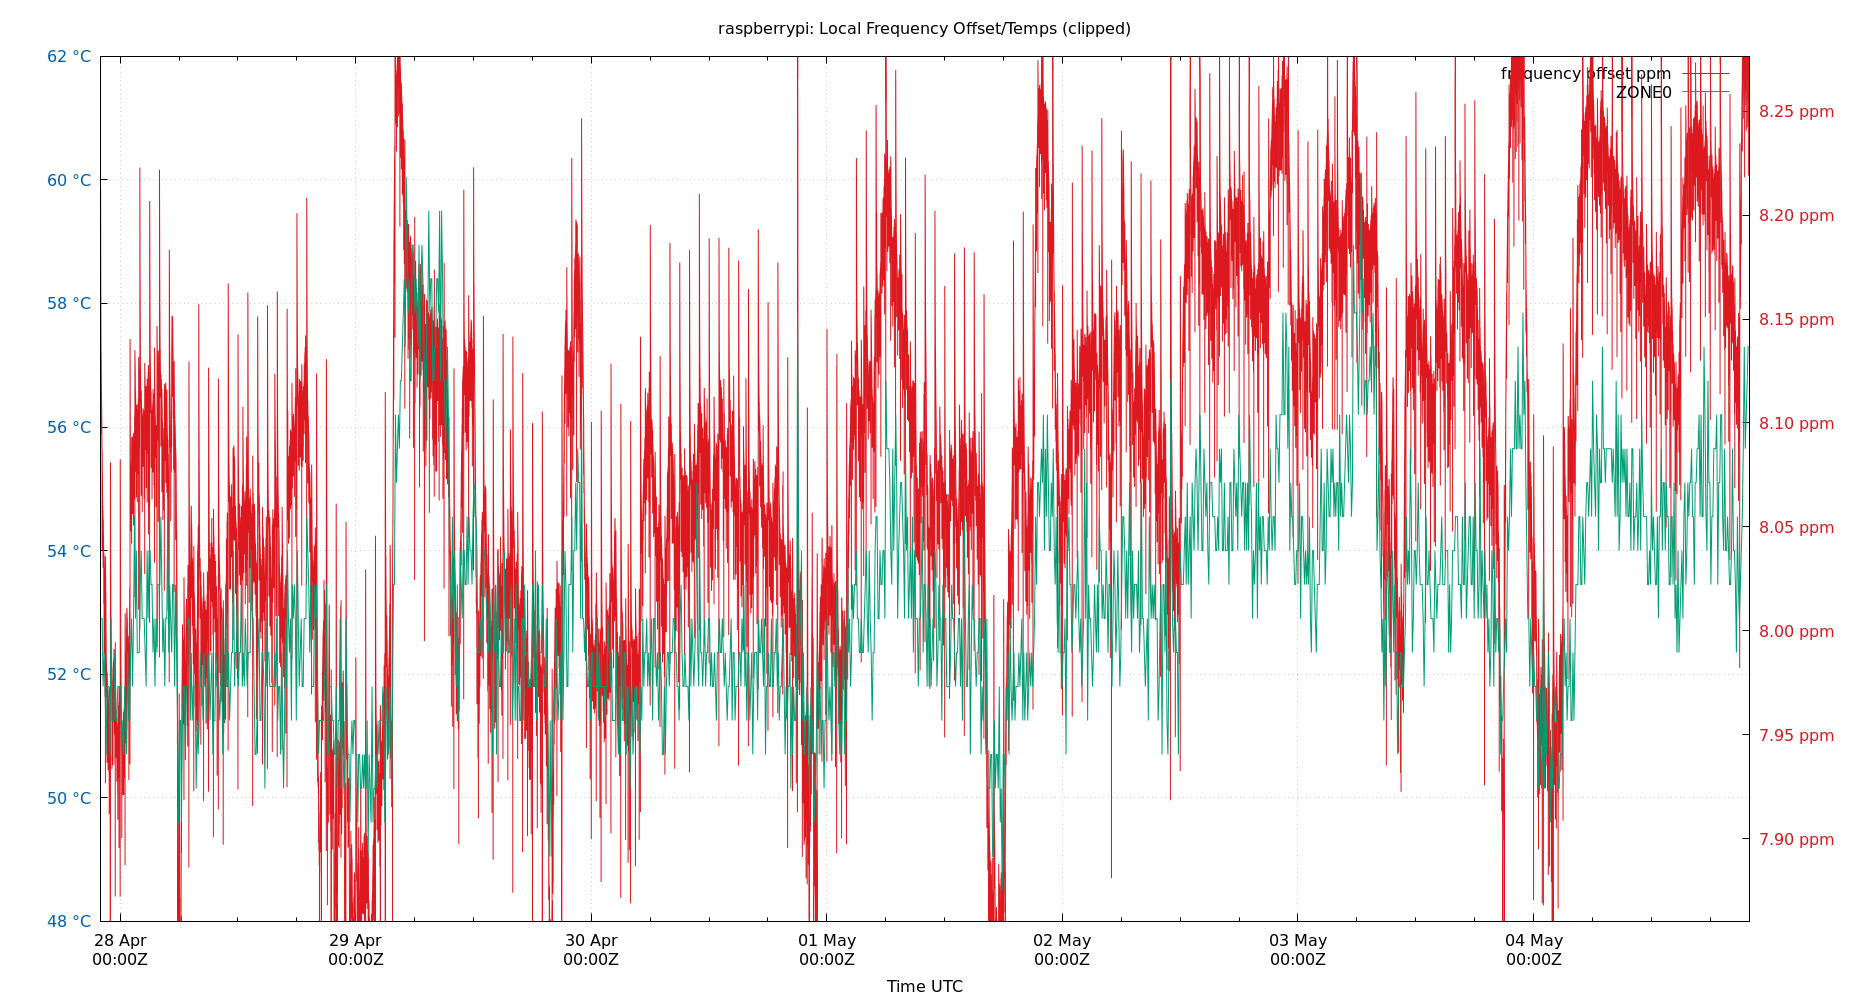 raspberrypi: Local Frequency Offset/Temps (clipped)
62 °C
60 °C
58 °C
56 °C
54 °C
52 °C
50 °C
48 °C
frequency offset ppm
ZONE0
8.25 ppm
8.20 ppm
8.15 ppm
8.10 ppm
8.05 ppm
8.00 ppm
7.95 ppm
7.90 ppm
28 Apr
00:00Z
29 Apr
00:00Z
30 Apr
00:00Z
01 May
00:00Z
02 May
00:00Z
03 May
00:00Z
04 May
00:00Z
Time UTC